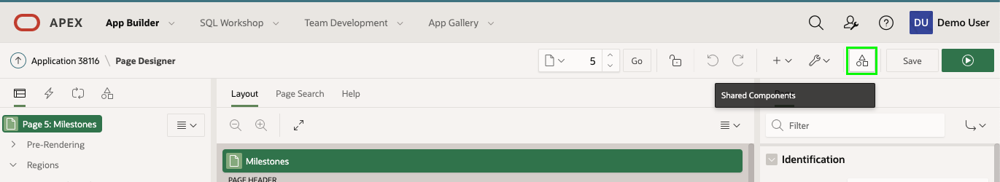 APEX App Builder SQL Workshop Team Development App Gallery DU Demo User
Application 38116 \ Page Designer 5 Go Save
Layout Page Search Help
Shared Components
Page 5: Milestones
Filter
Pre-Rendering
Milestones
Identification
Regions
PAGE HEADER